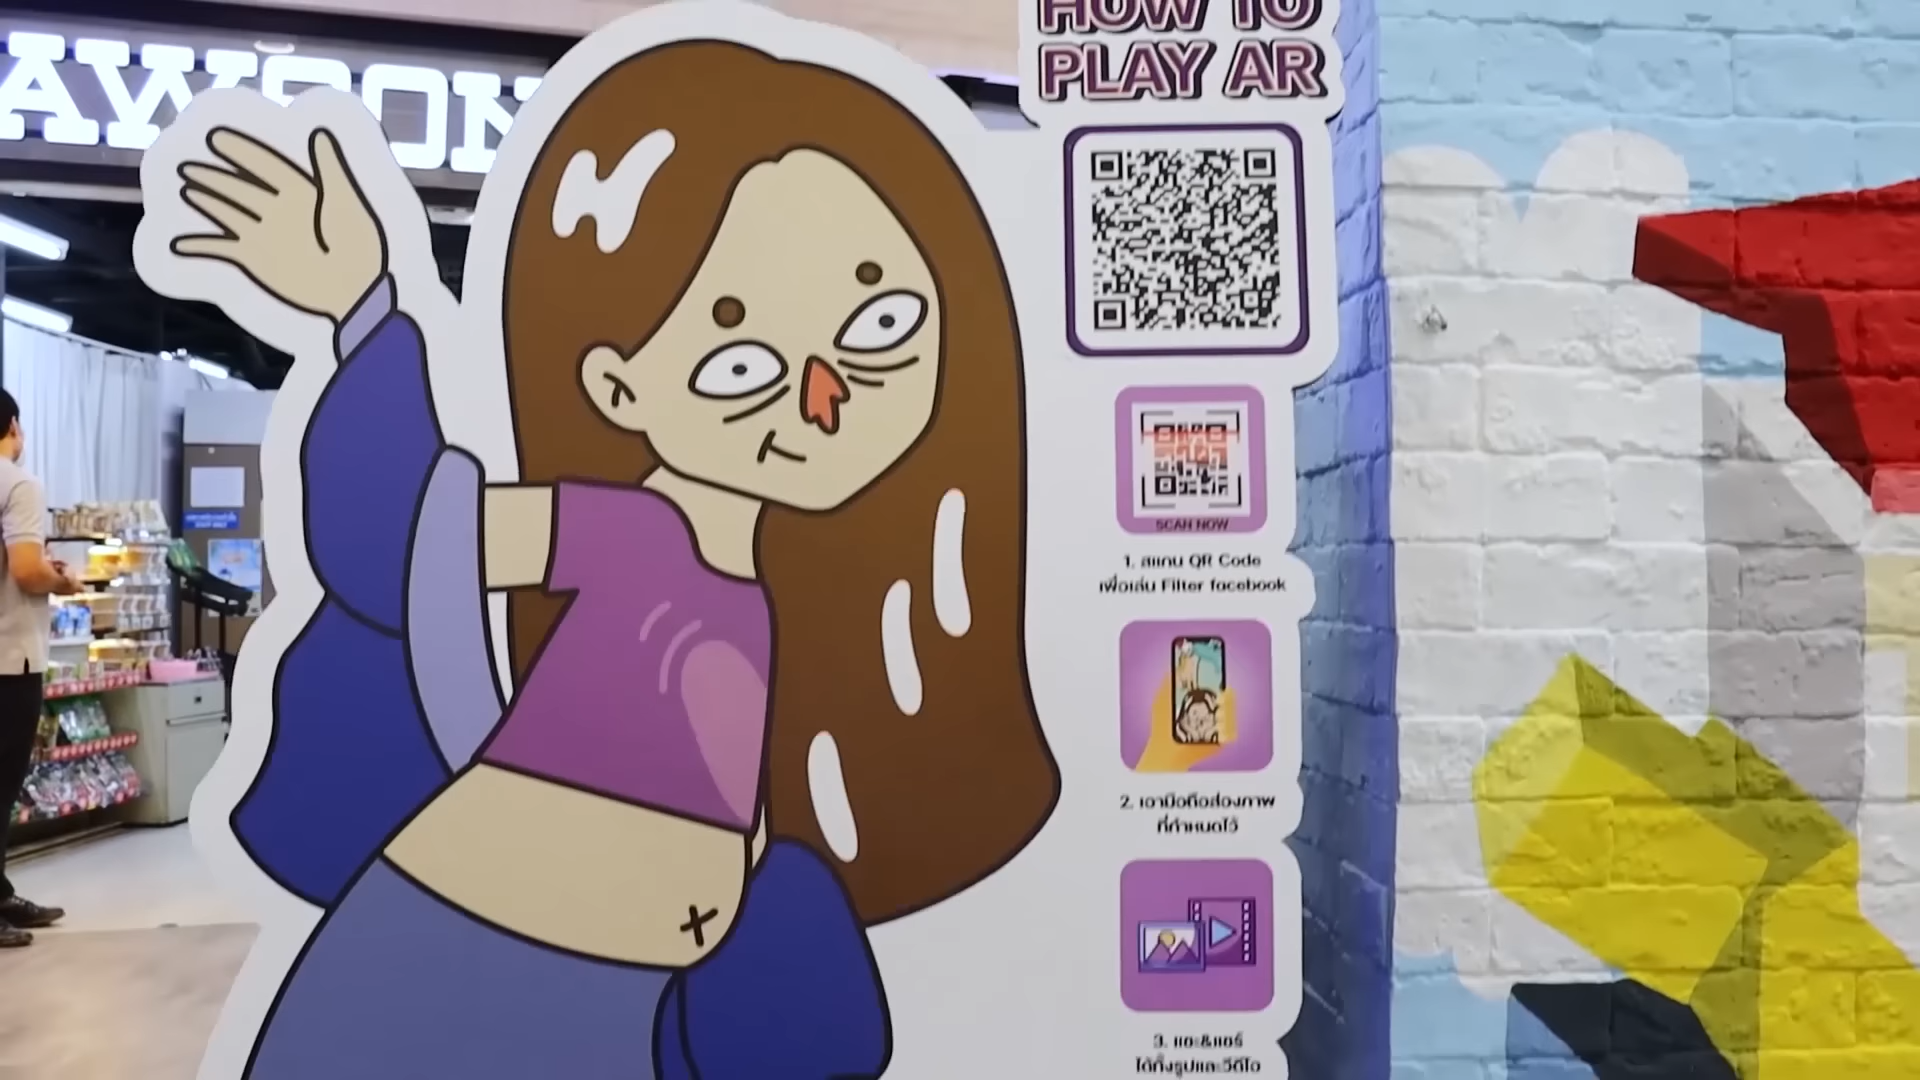 AWSON
HOW TO
PLAY AR
SCAN NOW
1. สแกน QR Code
เพื่อเล่น Filter facebook
2. เอามือถือส่องภาพ
ที่กำหนดไว้
3. แชะ&แชร์
ได้ทั้งรูปและวีดีโอ